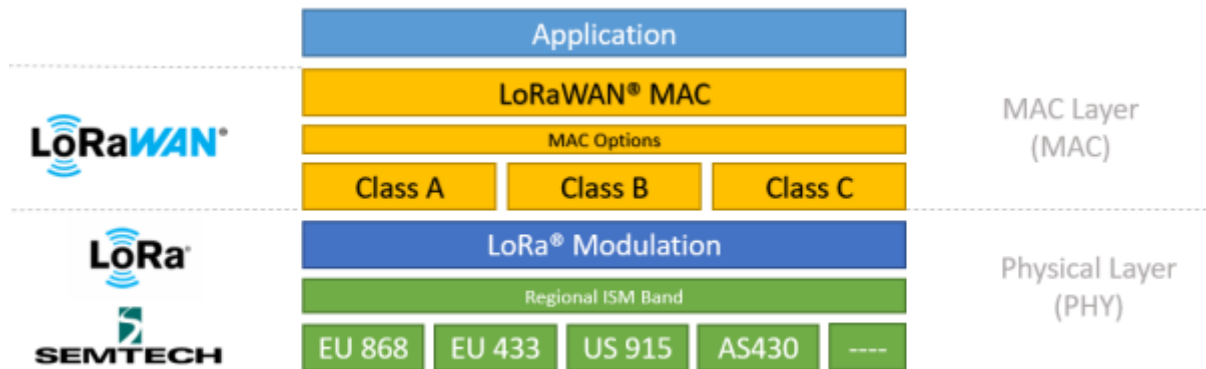 Application
LoRaWAN® MAC
MAC Options
Class A Class B Class C
LoRaWAN®
MAC Layer
(MAC)
LoRa® Modulation
Regional ISM Band
EU 868 EU 433 US 915 AS430 ----
LoRa®
SEMTECH
Physical Layer
(PHY)